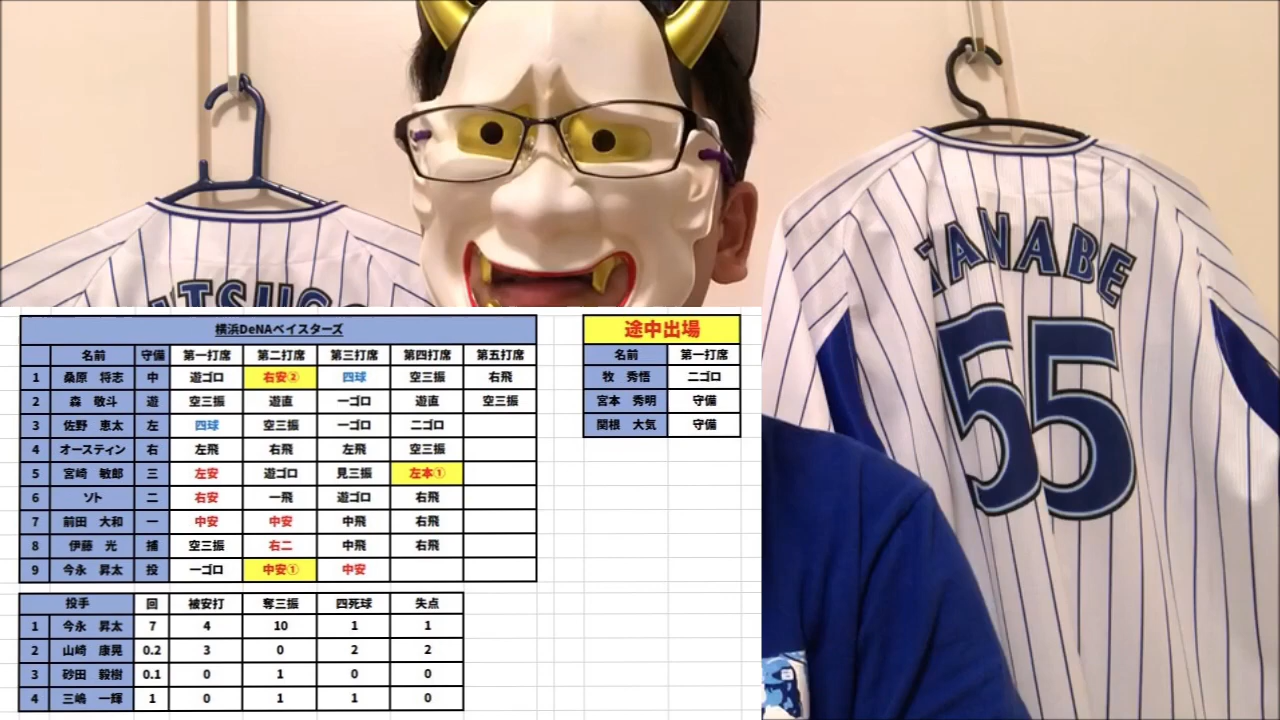 TSUGO
TANABE
55
横浜DeNAベイスターズ
名前 守備 第一打席 第二打席 第三打席 第四打席 第五打席
1 桑原 将志 中 遊ゴロ 右安② 四球 空三振 右飛
2 森 敬斗 遊 空三振 遊直 一ゴロ 遊直 空三振
3 佐野 恵太 左 四球 空三振 一ゴロ 二ゴロ
4 オースティン 右 左飛 右飛 左飛 空三振
5 宮崎 敏郎 三 左安 遊ゴロ 見三振 左本①
6 ソト 二 右安 一飛 遊ゴロ 右飛
7 前田 大和 一 中安 中安 中飛 右飛
8 伊藤 光 捕 空三振 右二 中飛 右飛
9 今永 昇太 投 一ゴロ 中安① 中安
途中出場
名前 第一打席
牧 秀悟 二ゴロ
宮本 秀明 守備
関根 大気 守備
投手 回 被安打 奪三振 四死球 失点
1 今永 昇太 7 4 10 1 1
2 山崎 康晃 0.2 3 0 2 2
3 砂田 毅樹 0.1 0 1 0 0
4 三嶋 一輝 1 0 1 1 0